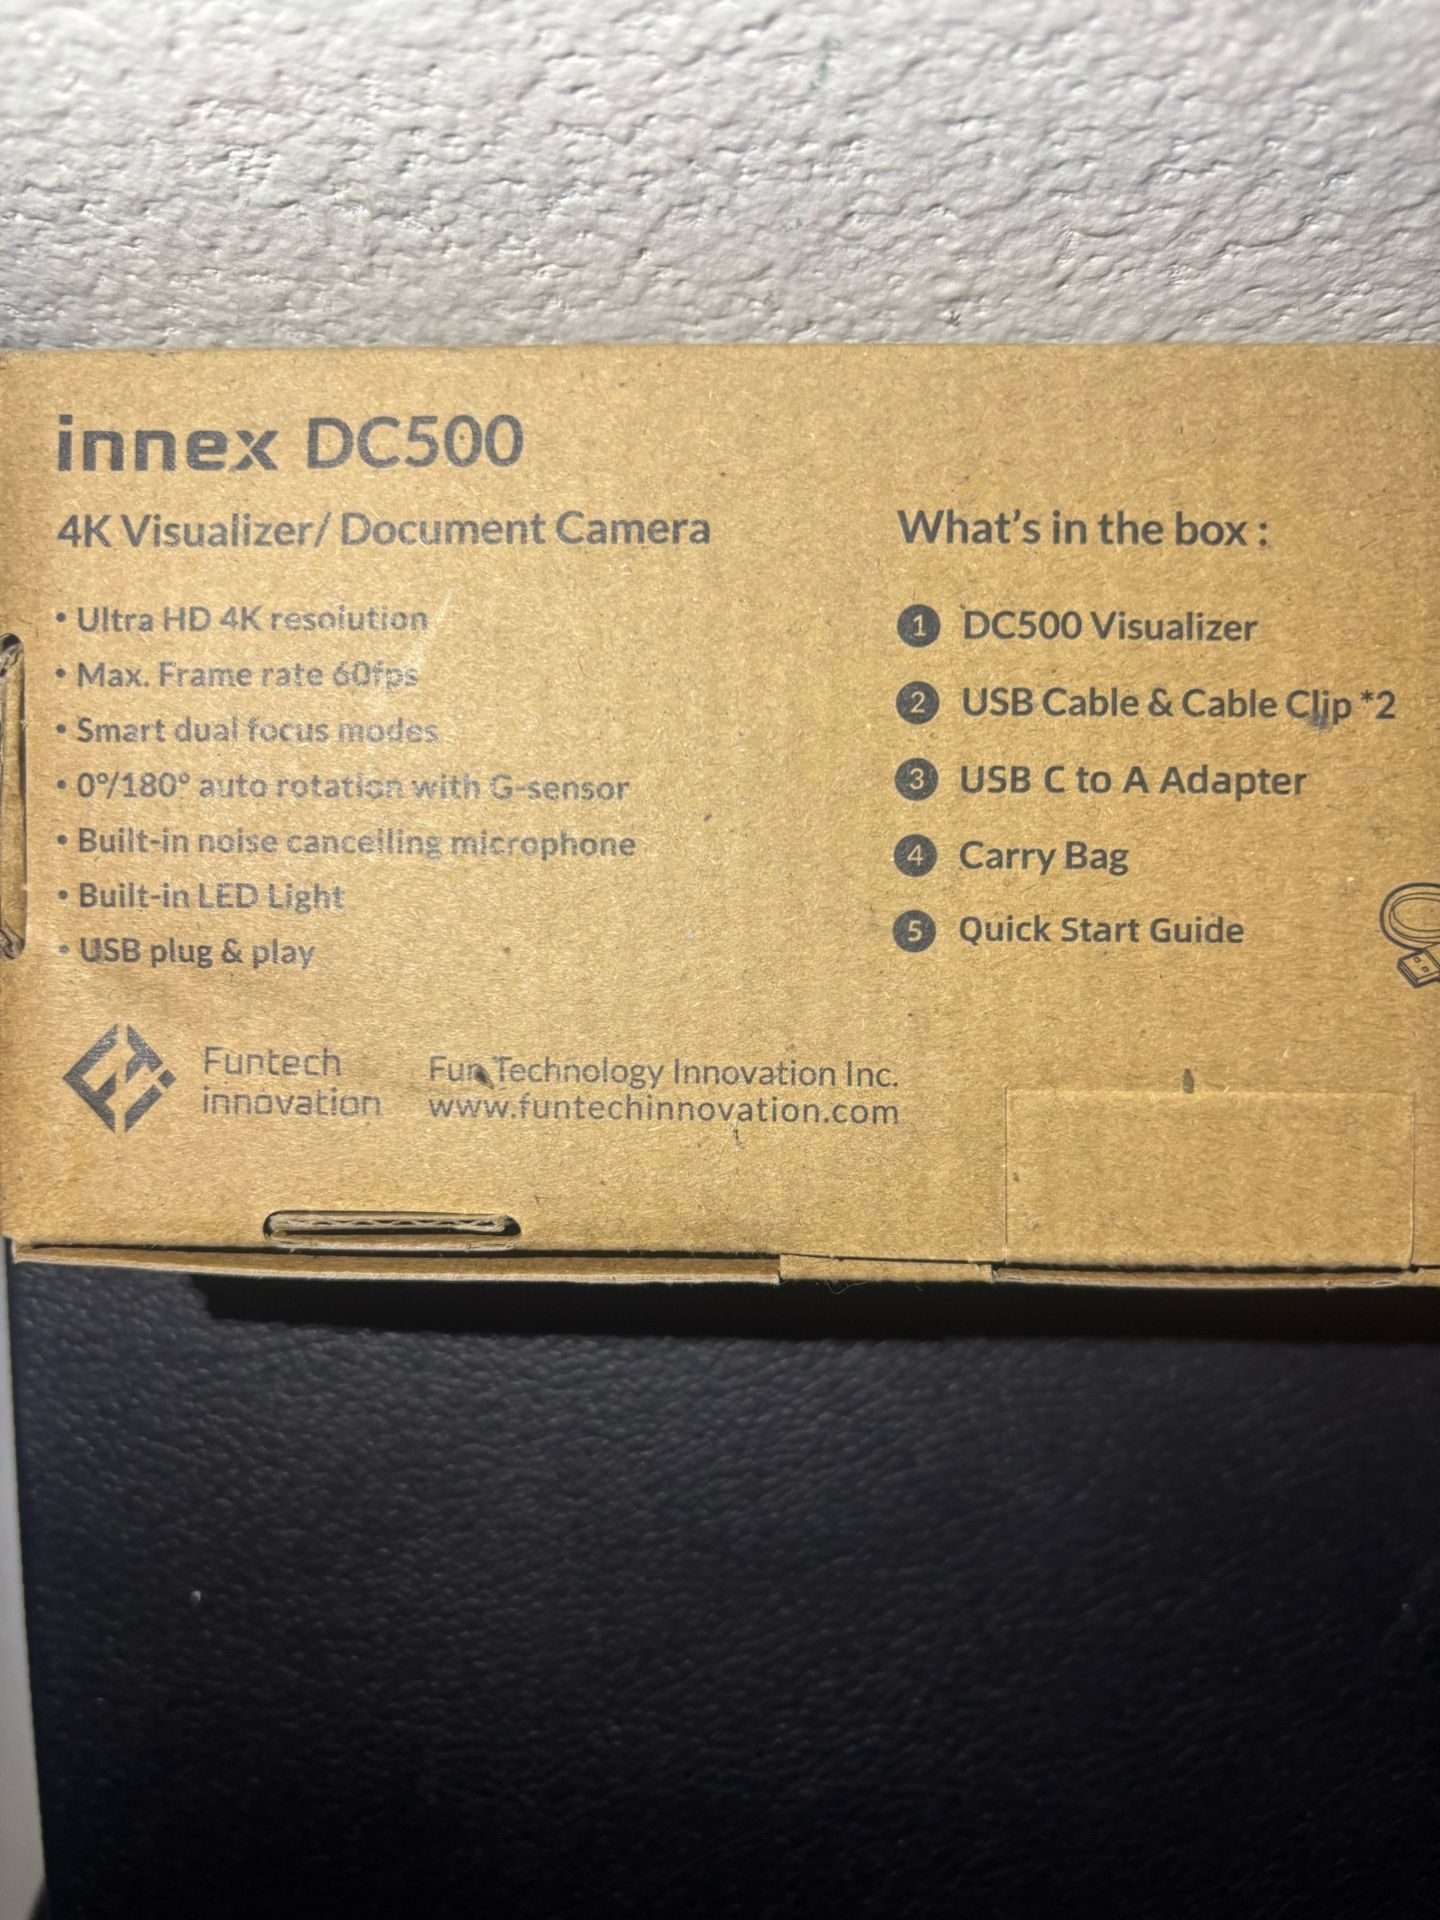 innex DC500
4K Visualizer/ Document Camera
• Ultra HD 4K resolution
• Max. Frame rate 60fps
• Smart dual focus modes
• 0°/180° auto rotation with G-sensor
• Built-in noise cancelling microphone
• Built-in LED Light
• USB plug & play
What's in the box :
1 DC500 Visualizer
2 USB Cable & Cable Clip *2
3 USB C to A Adapter
4 Carry Bag
5 Quick Start Guide
Funtech
innovation
Fun Technology Innovation Inc.
www.funtechinnovation.com